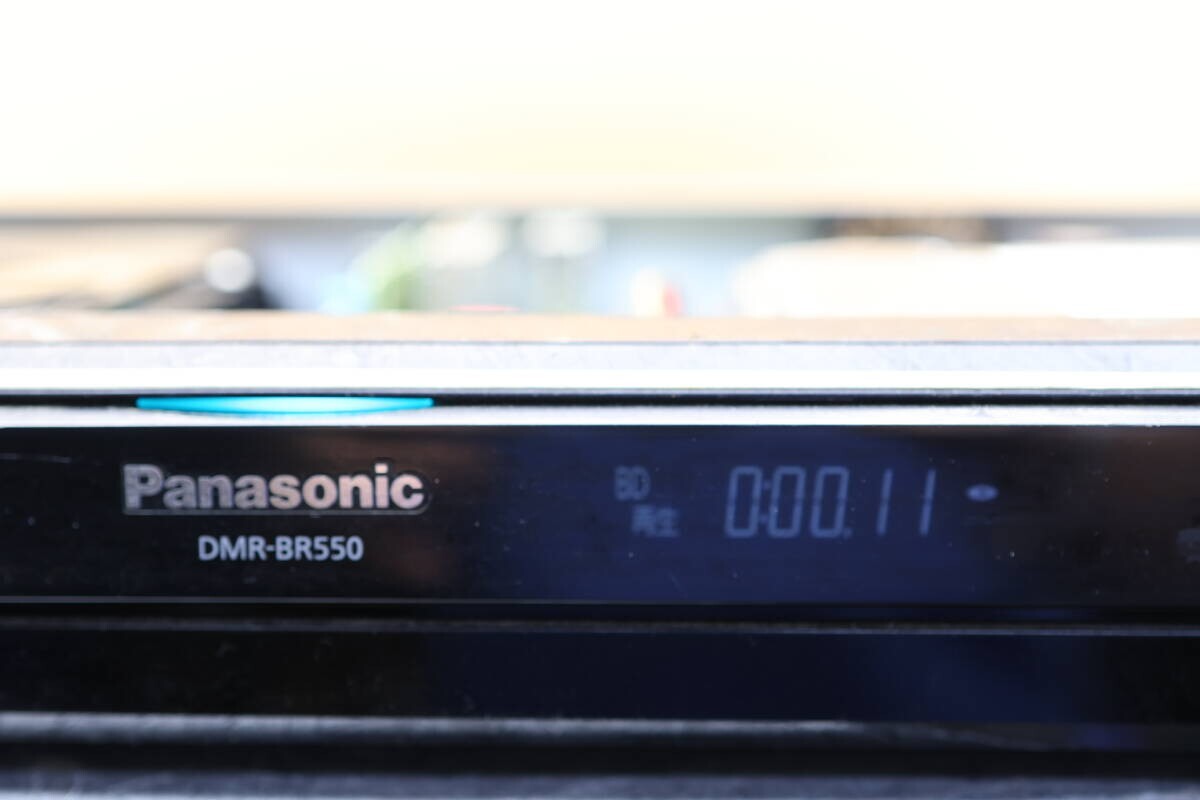 Panasonic
DMR-BR550
BD
再生
0:00.11